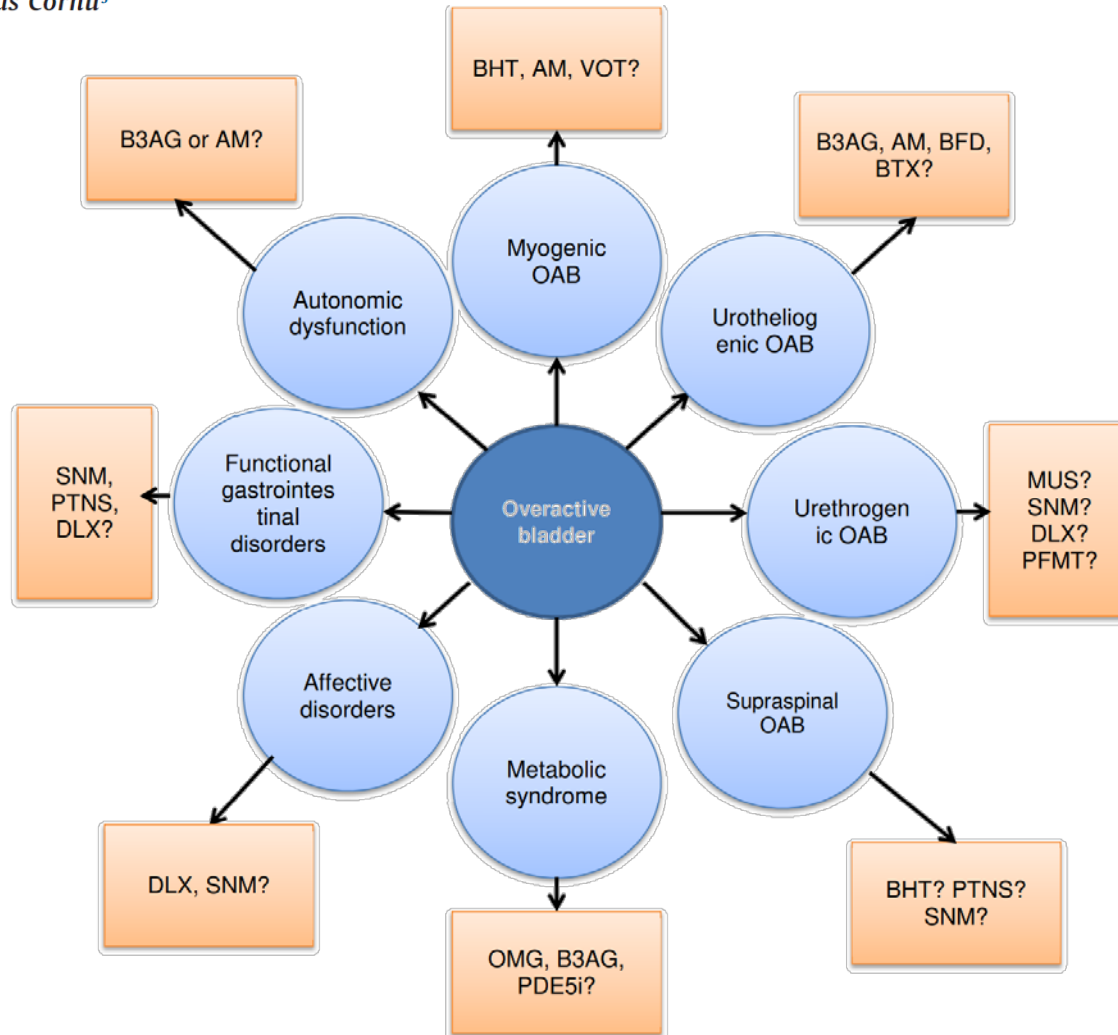 Cornu³
BHT, AM, VOT?
B3AG or AM?
B3AG, AM, BFD,
BTX?
Myogenic
OAB
Autonomic
dysfunction
Urotheliog
enic OAB
SNM,
PTNS,
DLX?
Functional
gastrointes
tinal
disorders
Overactive
bladder
Urethrogen
ic OAB
MUS?
SNM?
DLX?
PFMT?
Affective
disorders
Supraspinal
OAB
Metabolic
syndrome
DLX, SNM?
BHT? PTNS?
SNM?
OMG, B3AG,
PDE5i?